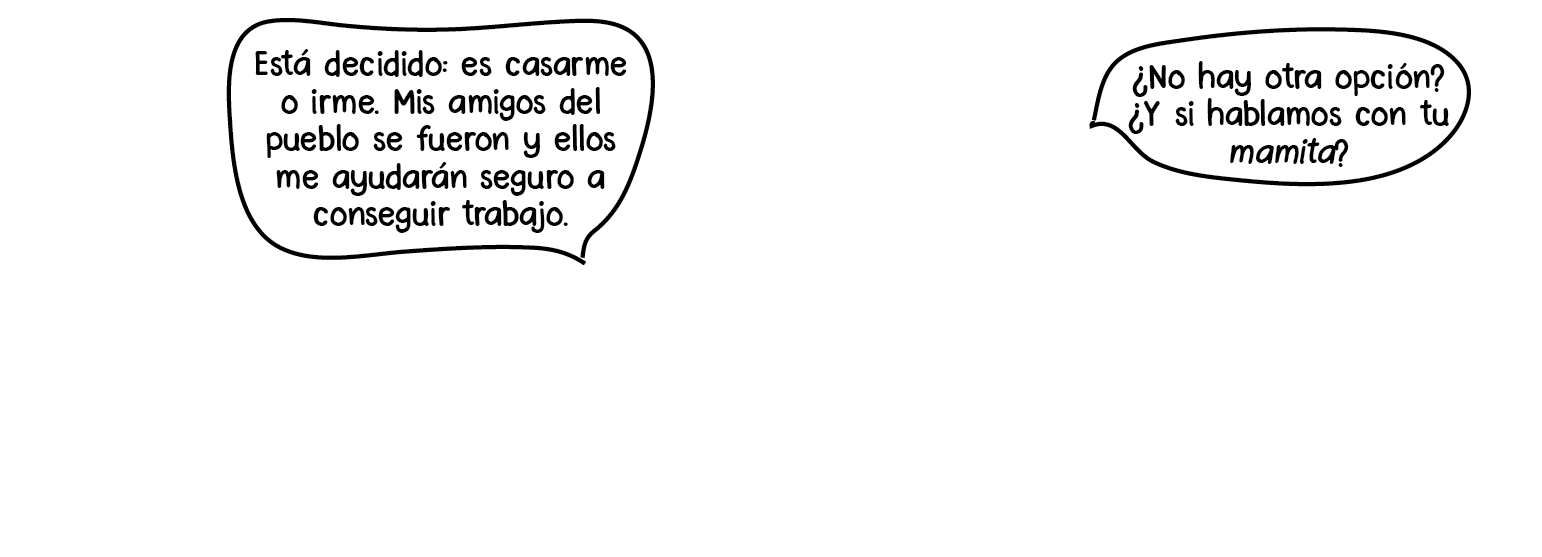 Está decidido: es casarme
o irme. Mis amigos del
pueblo se fueron y ellos
me ayudarán seguro a
conseguir trabajo.
¿No hay otra opción?
¿Y si hablamos con tu
mamita?